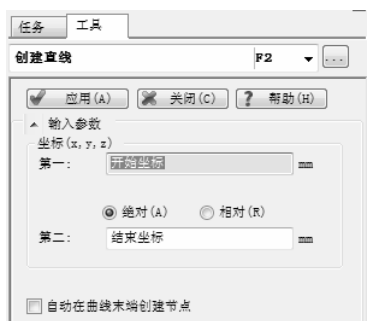 任务 工具
创建直线 F2 ...
应用(A) 关闭(C) ? 帮助(H)
输入参数
坐标(x,y,z)
第一: 开始坐标 mm
绝对(A) 相对(R)
第二: 结束坐标 mm
自动在曲线末端创建节点